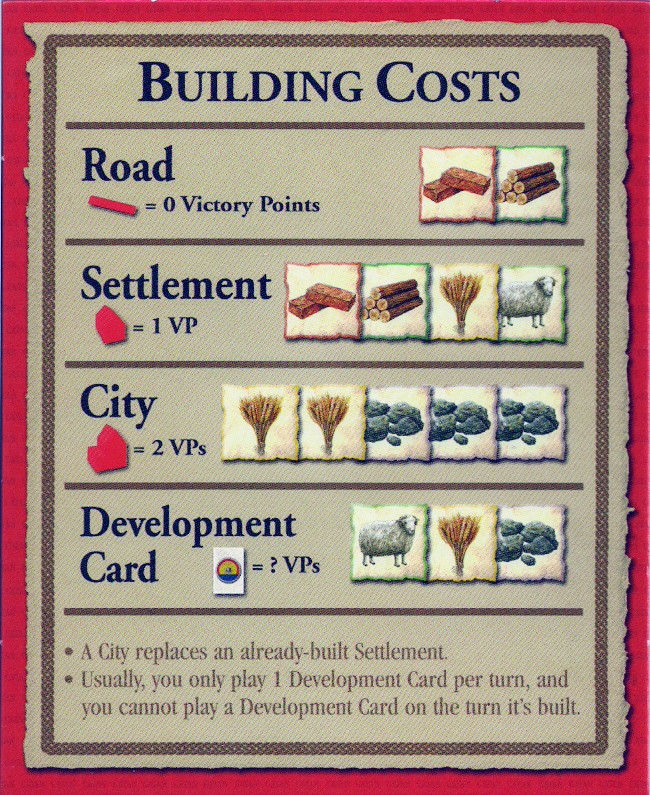 BUILDING COSTS
Road
= 0 Victory Points
Settlement
= 1 VP
City
= 2 VPs
Development
Card
= ? VPs
• A City replaces an already-built Settlement.
• Usually, you only play 1 Development Card per turn, and
you cannot play a Development Card on the turn it's built.